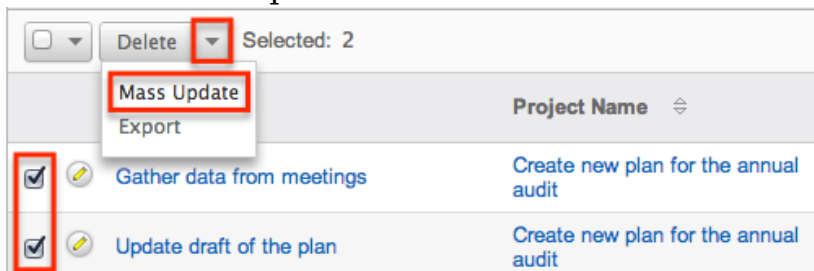 Delete Selected: 2
Mass Update
Export
Project Name
Gather data from meetings
Create new plan for the annual
audit
Update draft of the plan
Create new plan for the annual
audit